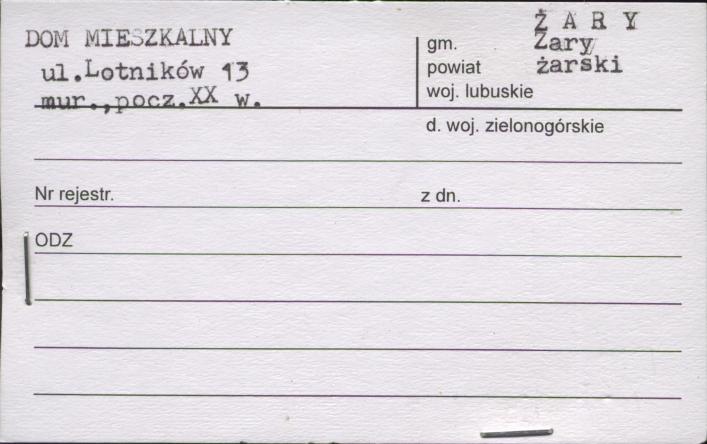 DOM MIESZKALNY
ul.Lotników 13
mur.,pocz.XX w.
Ż A R Y
gm. Żary
powiat żarski
woj. lubuskie
d. woj. zielonogórskie
Nr rejestr. z dn.
ODZ